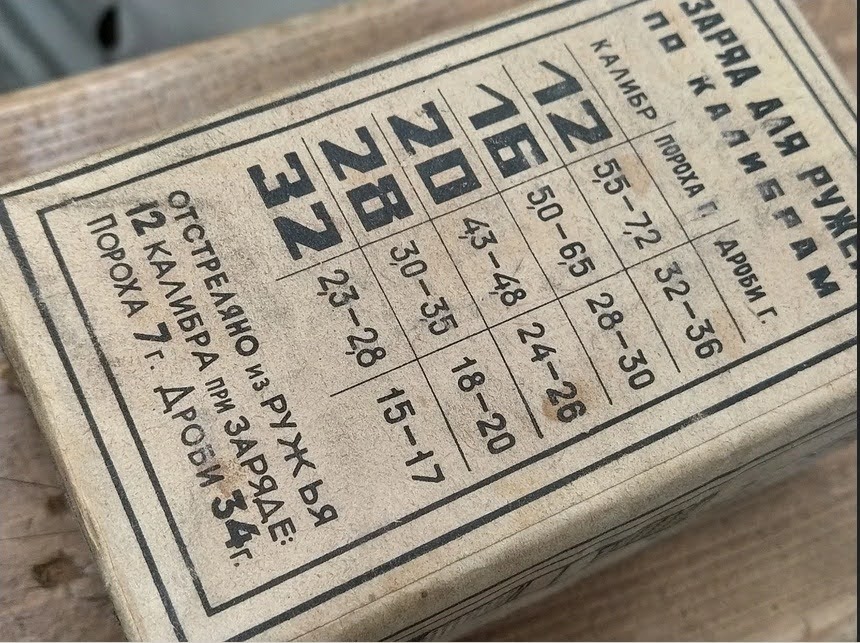 ЗАРЯД ДЛЯ РУЖЕЙ
ПО КАЛИБРАМ
КАЛИБР ПОРОХА Г. ДРОБИ Г.
12 5,5–7,2 32–36
16 5,0–6,5 28–30
20 4,3–4,8 24–26
28 3,0–3,5 18–20
32 2,3–2,8 15–17
ОТСТРЕЛЯНО ИЗ РУЖЬЯ
12 КАЛИБРА ПРИ ЗАРЯДЕ:
ПОРОХА 7 Г. ДРОБИ 34 Г.